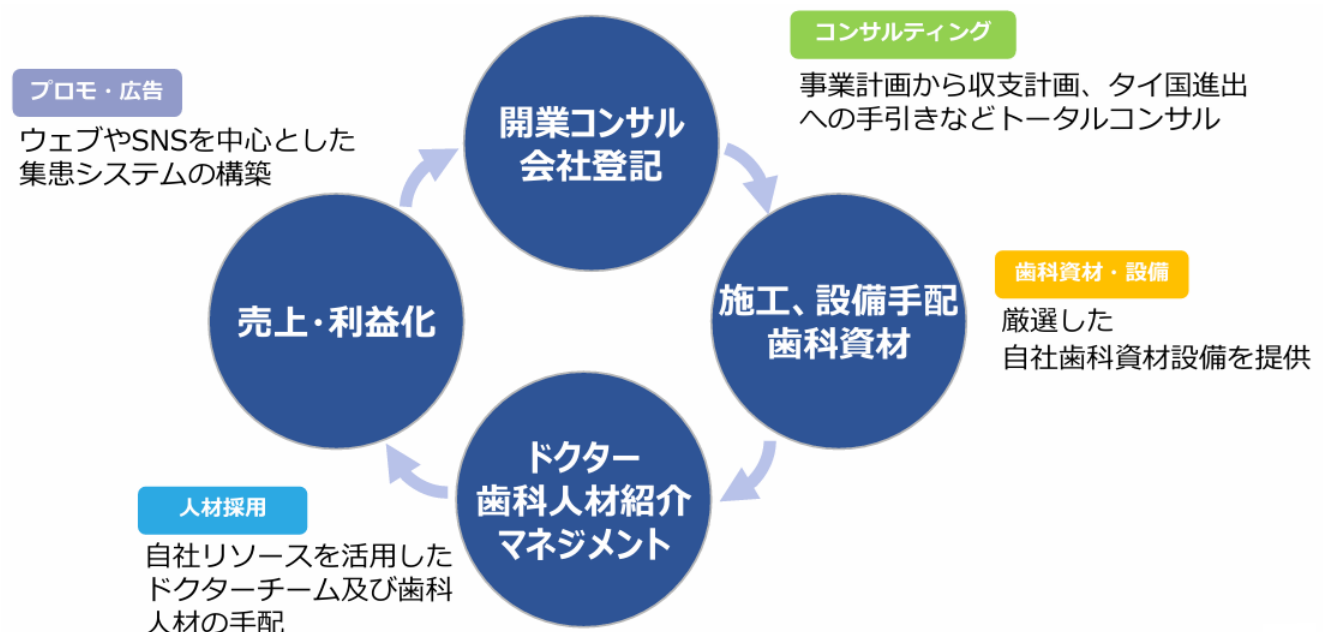 コンサルティング
事業計画から収支計画、タイ国進出
への手引きなどトータルコンサル
プロモ・広告
ウェブやSNSを中心とした
集患システムの構築
開業コンサル
会社登記
売上・利益化
施工、設備手配
歯科資材
歯科資材・設備
厳選した
自社歯科資材設備を提供
ドクター
歯科人材紹介
マネジメント
人材採用
自社リソースを活用した
ドクターチーム及び歯科
人材の手配